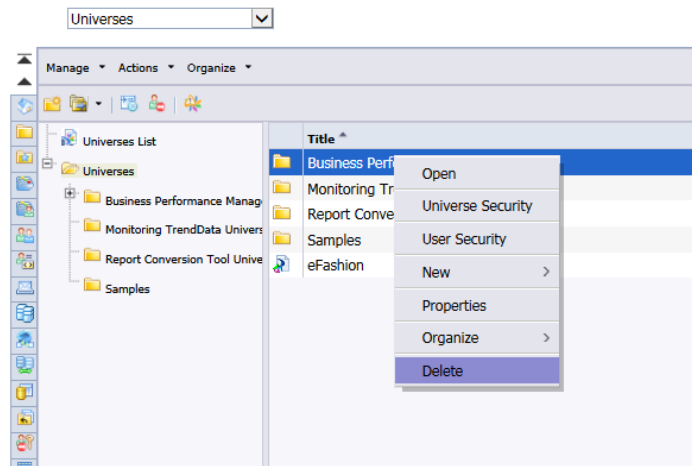 Universes
Manage Actions Organize
Universes List
Universes
Business Performance Manag
Monitoring TrendData Univers
Report Conversion Tool Unive
Samples
Title
Business Perf
Monitoring Tr
Report Conve
Samples
eFashion
Open
Universe Security
User Security
New
Properties
Organize
Delete